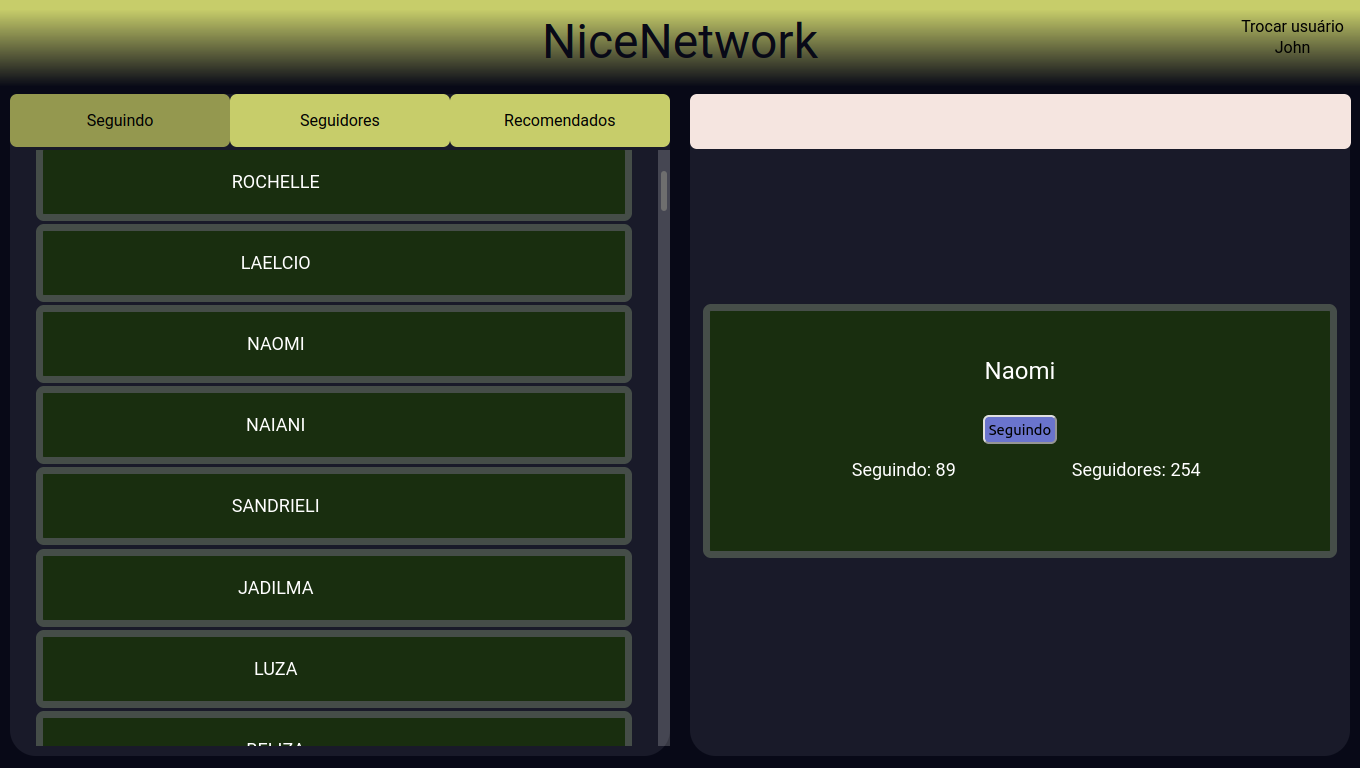 NiceNetwork
Trocar usuário
John
Seguindo
Seguidores
Recomendados
ROCHELLE
LAELCIO
NAOMI
NAIANI
SANDRIELI
JADILMA
LUZA
Naomi
Seguindo
Seguindo: 89
Seguidores: 254